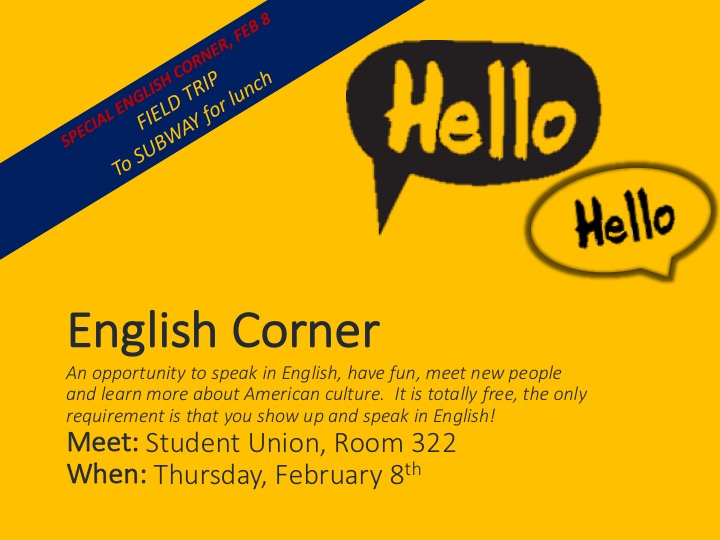 SPECIAL ENGLISH CORNER, FEB 8
FIELD TRIP
To SUBWAY for lunch
Hello
Hello
English Corner
An opportunity to speak in English, have fun, meet new people
and learn more about American culture.  It is totally free, the only
requirement is that you show up and speak in English!
Meet: Student Union, Room 322
When: Thursday, February 8th